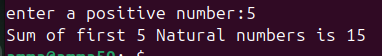 enter a positive number:5
Sum of first 5 Natural numbers is 15